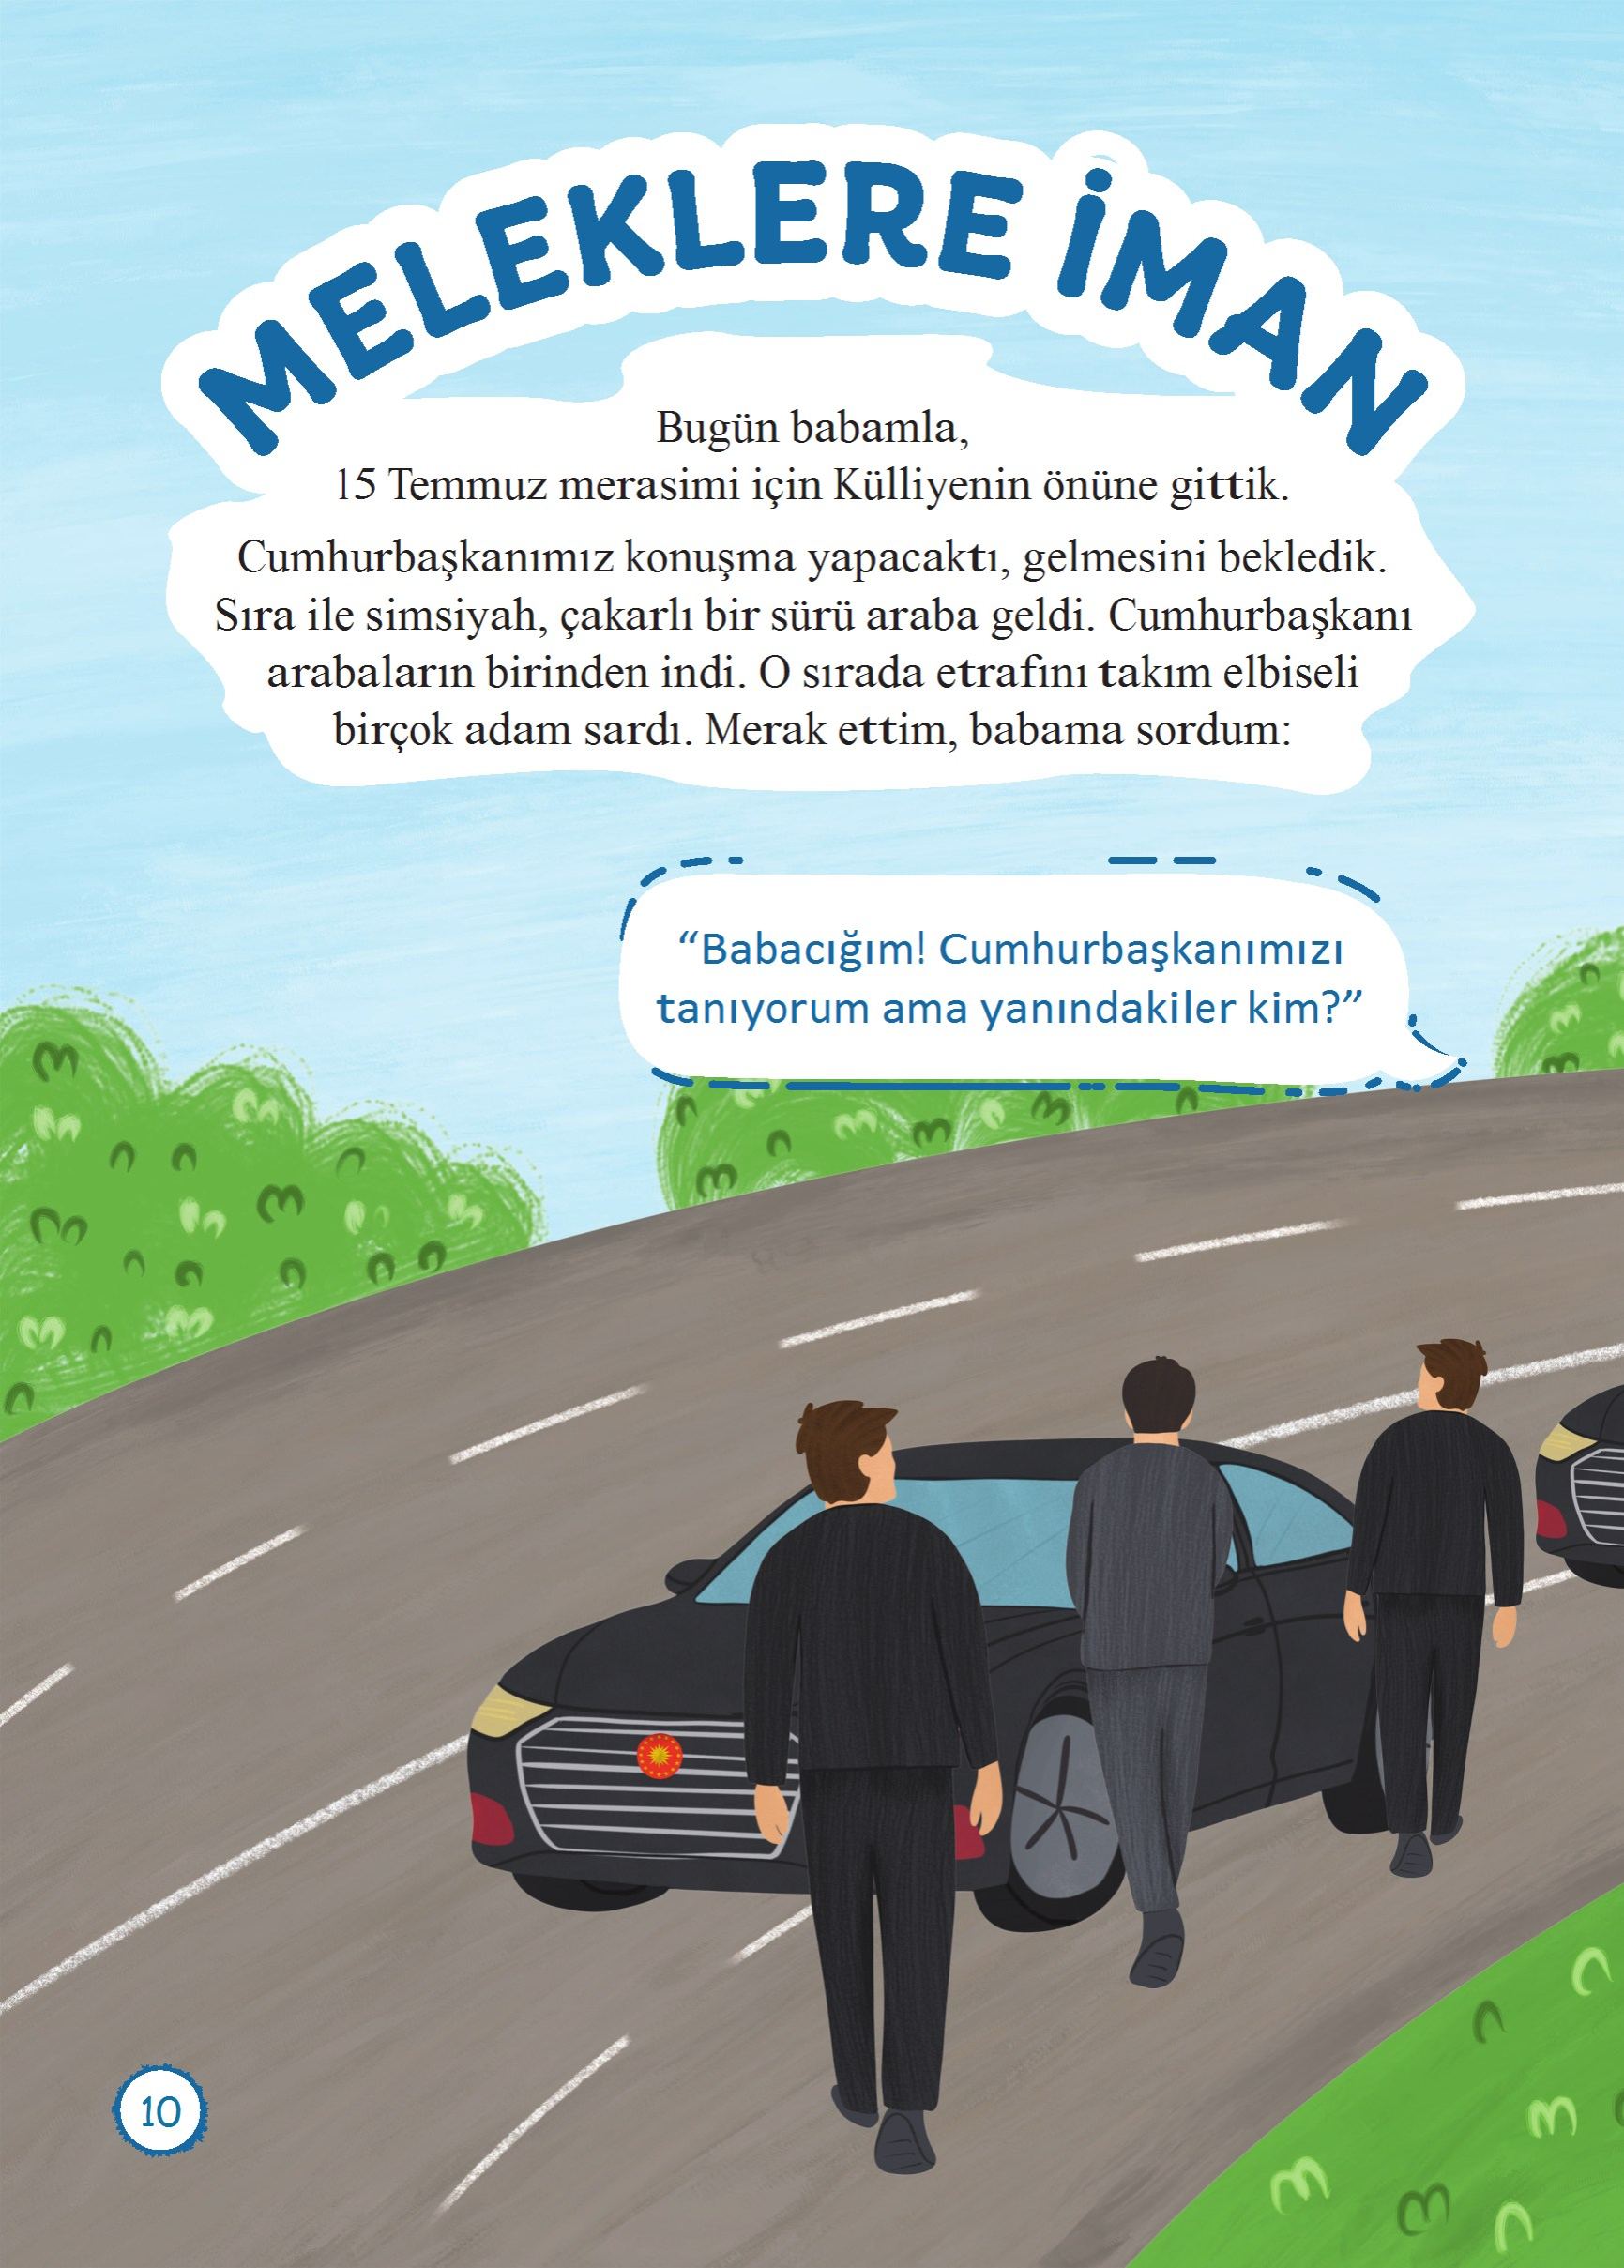 MELEKLERE İMAN
Bugün babamla,
15 Temmuz merasimi için Külliyenin önüne gittik.
Cumhurbaşkanımız konuşma yapacaktı, gelmesini bekledik.
Sıra ile simsiyah, çakarlı bir sürü araba geldi. Cumhurbaşkanı
arabaların birinden indi. O sırada etrafını takım elbiseli
birçok adam sardı. Merak ettim, babama sordum:
“Babacığım! Cumhurbaşkanımızı
tanıyorum ama yanındakiler kim?”
10